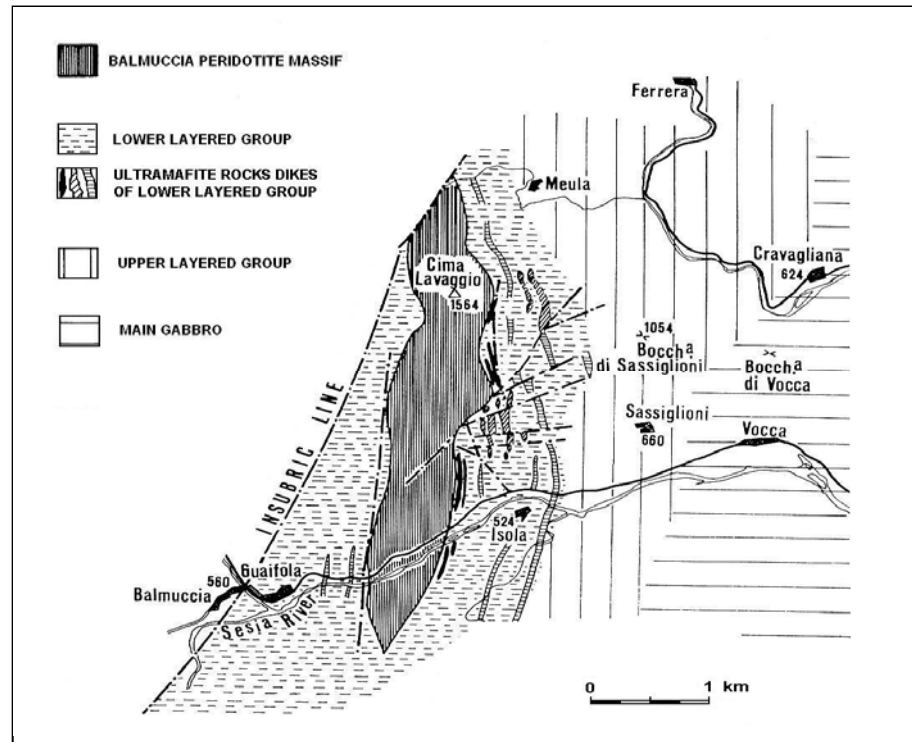 BALMUCCIA PERIDOTITE MASSIF
LOWER LAYERED GROUP
ULTRAMAFITE ROCKS DIKES
OF LOWER LAYERED GROUP
UPPER LAYERED GROUP
MAIN GABBRO
Ferrera
Meula
Cravagliana
624
Cima
Lavaggio
1564
1054
Boccha
di Sassiglioni
Boccha
di Vocca
Sassiglioni
660
Vocca
INSUBRIC LINE
524
Isola
Guaifola
560
Balmuccia
Sesia-River
0 1 km